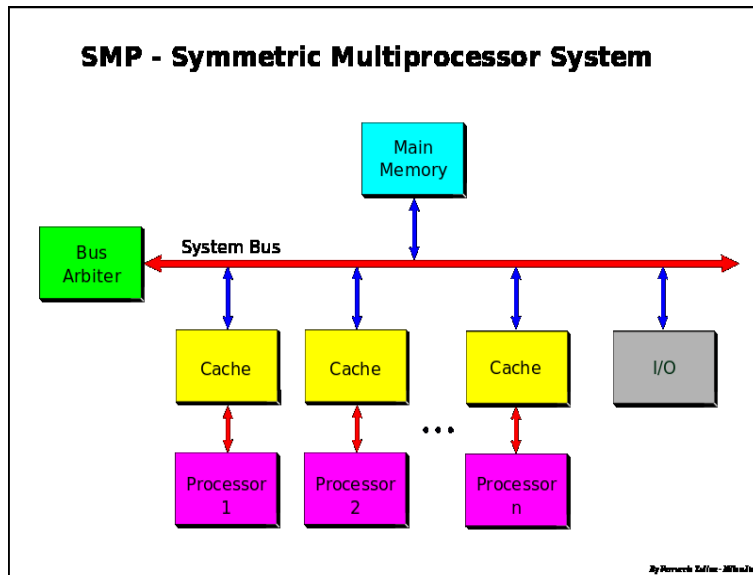 SMP - Symmetric Multiprocessor System
Main
Memory
System Bus
Bus
Arbiter
Cache
Cache
Cache
I/O
...
Processor
1
Processor
2
Processor
n